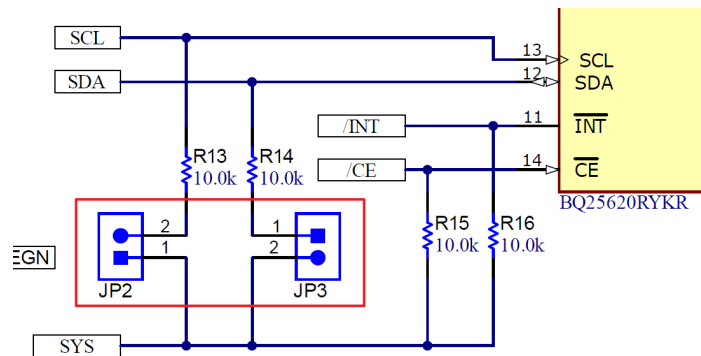 SCL
SDA
/INT
/CE
13
12
11
14
SCL
SDA
INT
CE
BQ25620RYKR
R13
10.0k
R14
10.0k
R15
10.0k
R16
10.0k
2
1
1
2
JP2
JP3
EGN
SYS